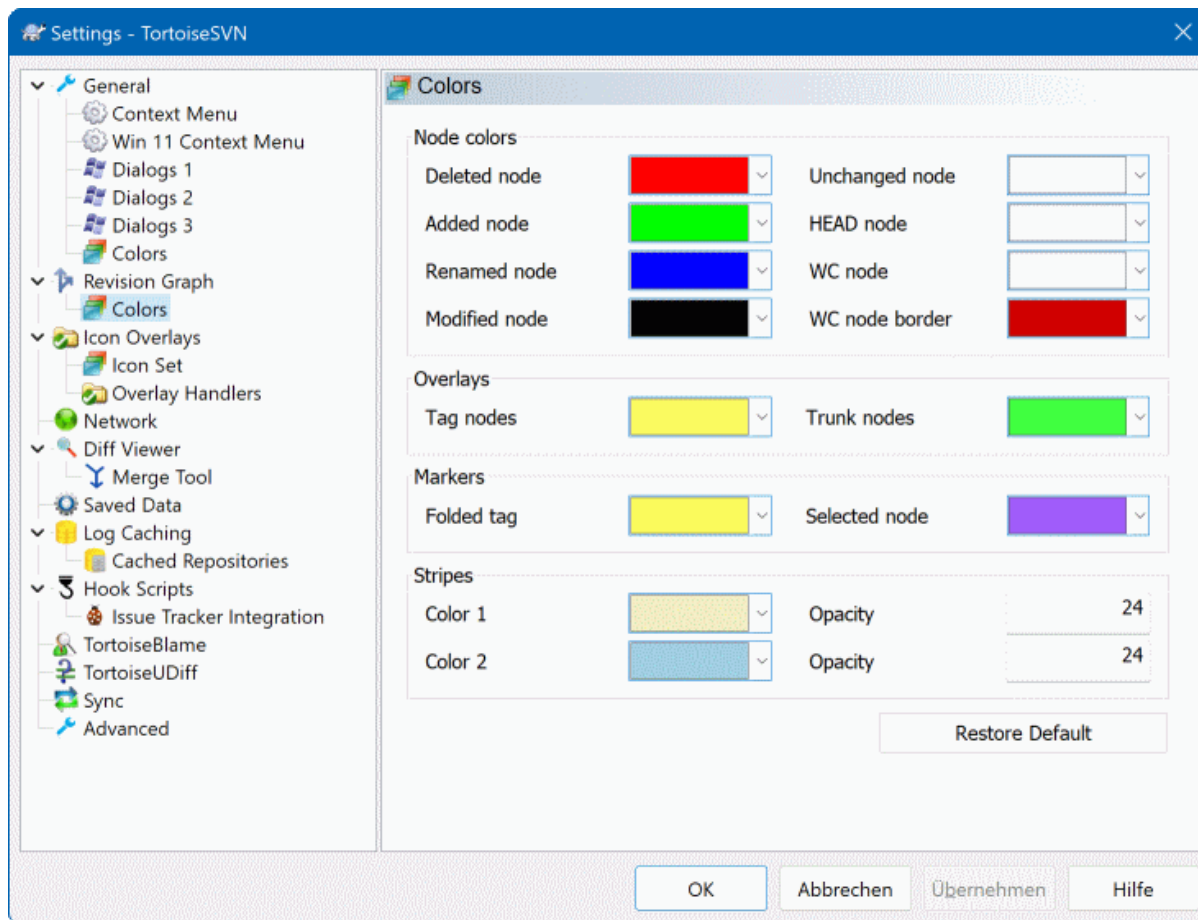 Settings - TortoiseSVN
General
Context Menu
Win 11 Context Menu
Dialogs 1
Dialogs 2
Dialogs 3
Colors
Revision Graph
Colors
Icon Overlays
Icon Set
Overlay Handlers
Network
Diff Viewer
Merge Tool
Saved Data
Log Caching
Cached Repositories
Hook Scripts
Issue Tracker Integration
TortoiseBlame
TortoiseUDiff
Sync
Advanced
Colors
Node colors
Deleted node Unchanged node
Added node HEAD node
Renamed node WC node
Modified node WC node border
Overlays
Tag nodes Trunk nodes
Markers
Folded tag Selected node
Stripes
Color 1 Opacity 24
Color 2 Opacity 24
Restore Default
OK Abbrechen Übernehmen Hilfe